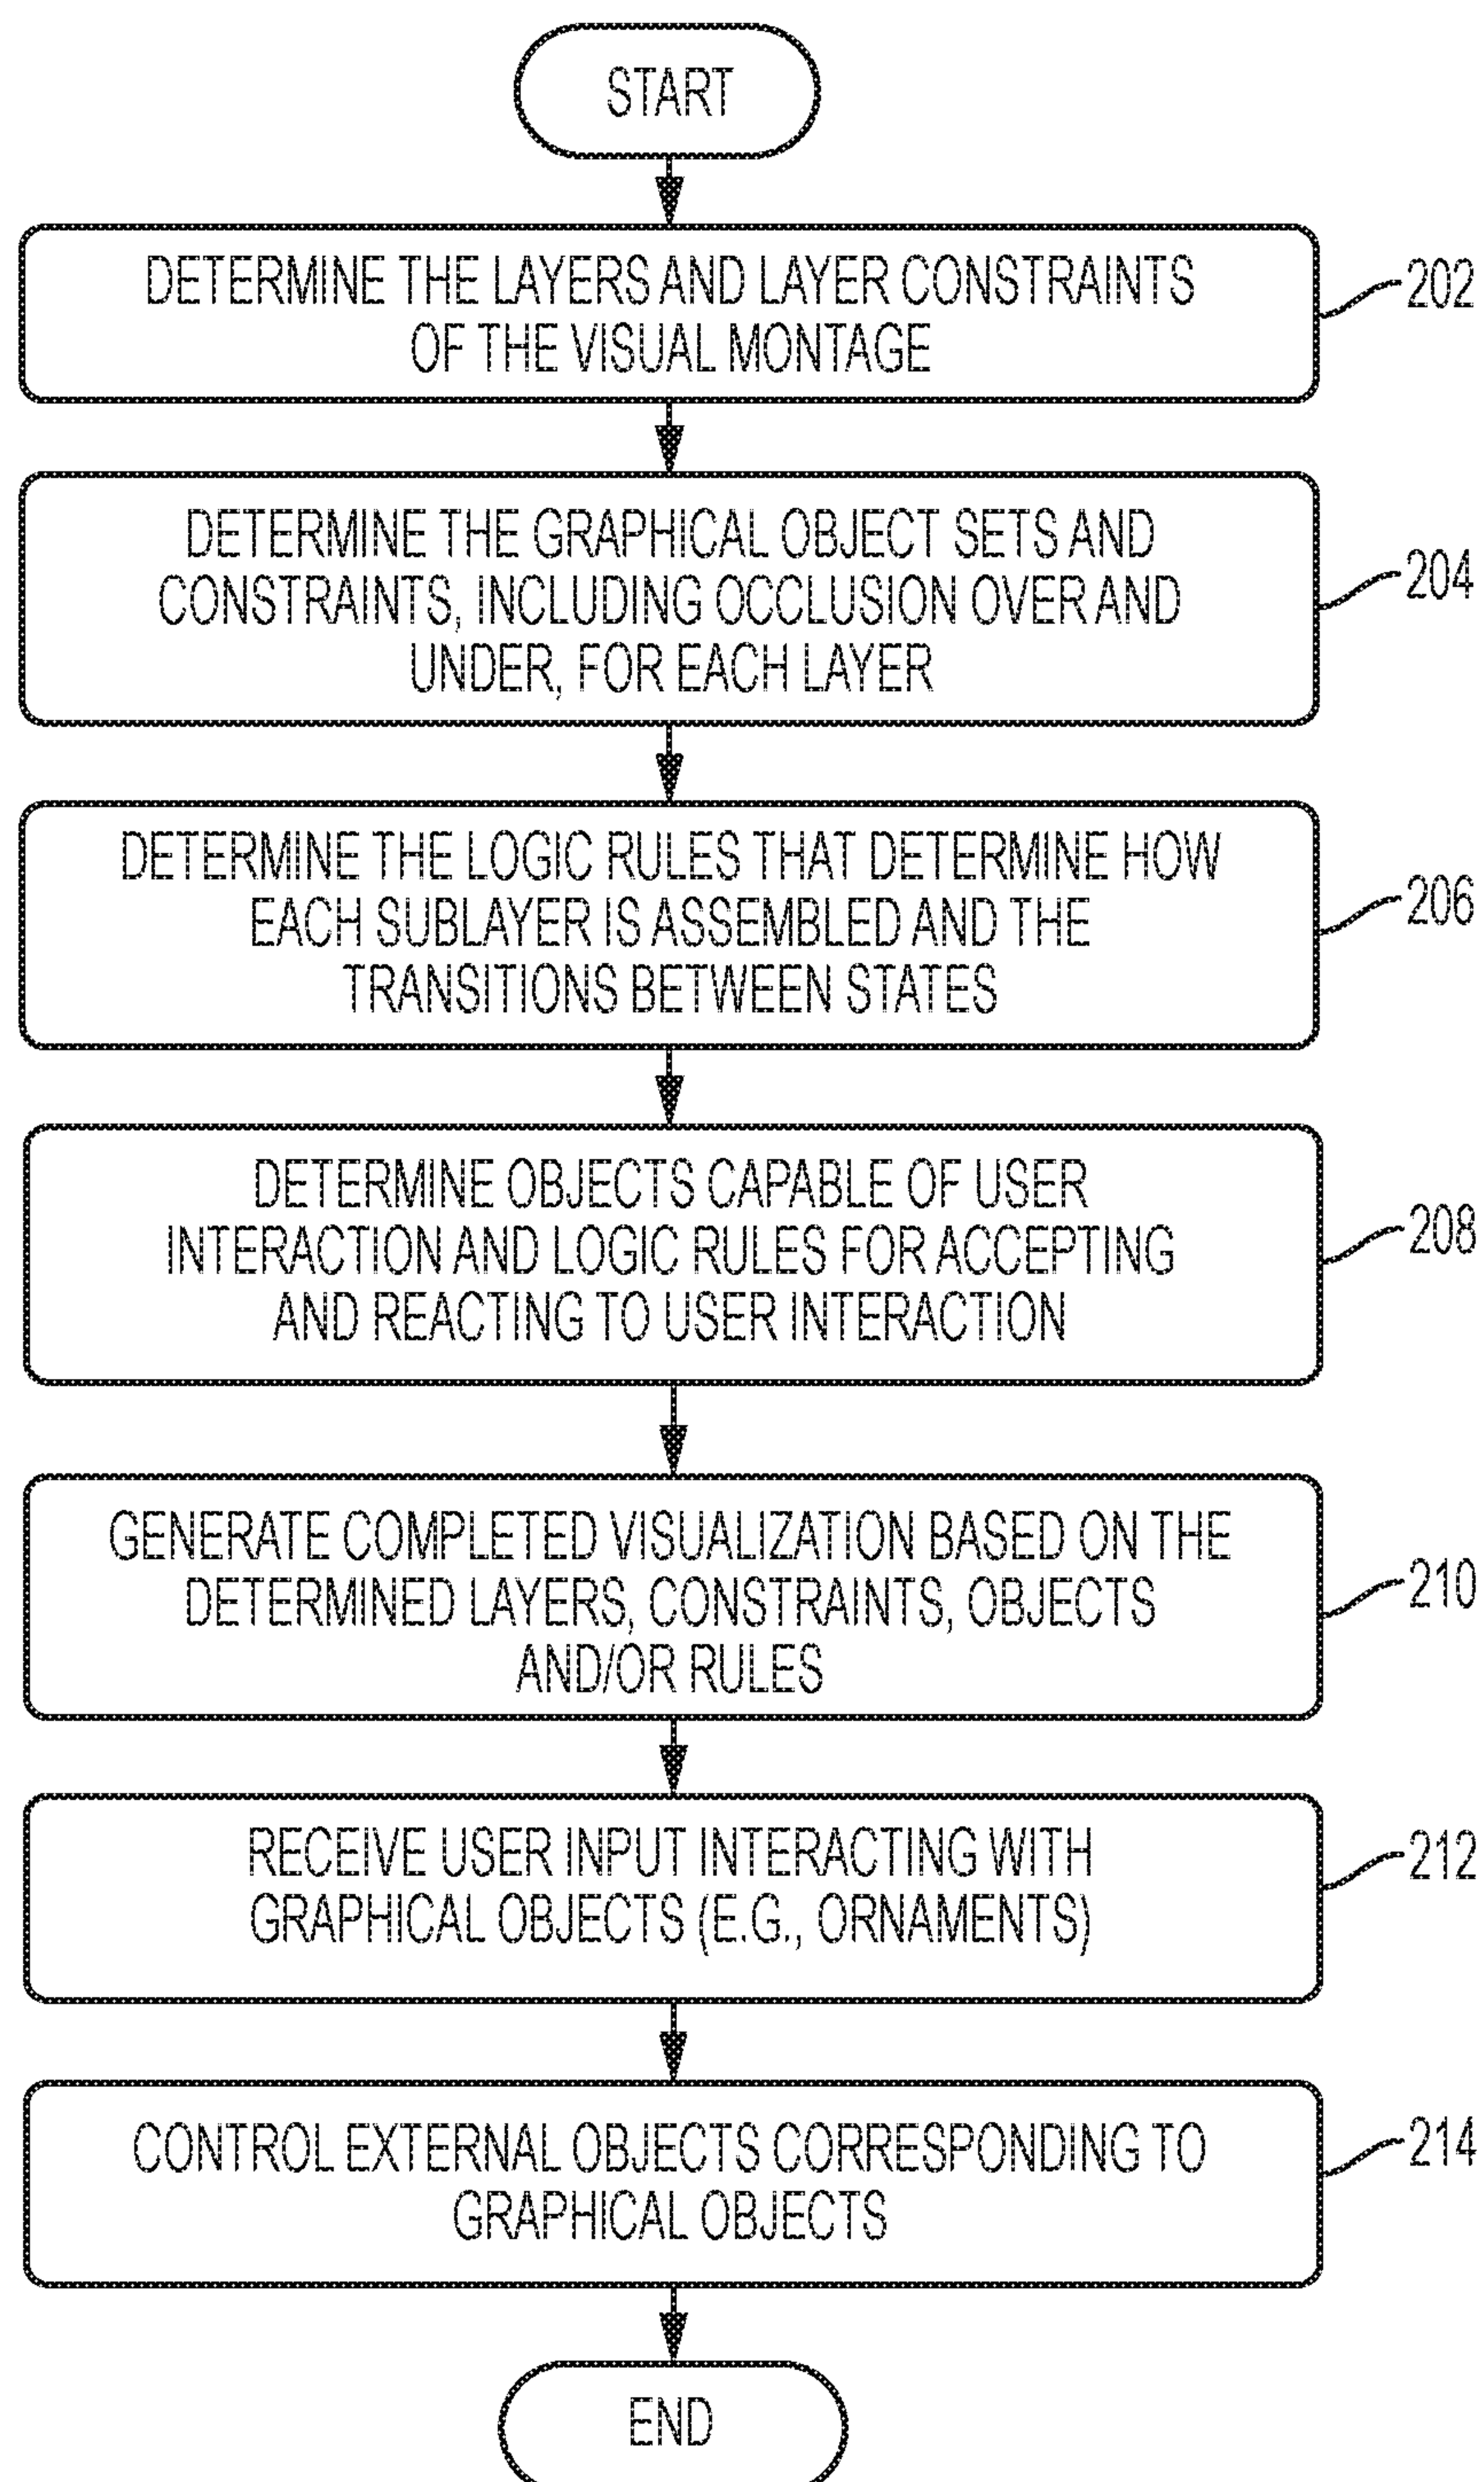 START
DETERMINE THE LAYERS AND LAYER CONSTRAINTS
OF THE VISUAL MONTAGE
202
DETERMINE THE GRAPHICAL OBJECT SETS AND
CONSTRAINTS, INCLUDING OCCLUSION OVER AND
UNDER, FOR EACH LAYER
204
DETERMINE THE LOGIC RULES THAT DETERMINE HOW
EACH SUBLAYER IS ASSEMBLED AND THE
TRANSITIONS BETWEEN STATES
206
DETERMINE OBJECTS CAPABLE OF USER
INTERACTION AND LOGIC RULES FOR ACCEPTING
AND REACTING TO USER INTERACTION
208
GENERATE COMPLETED VISUALIZATION BASED ON THE
DETERMINED LAYERS, CONSTRAINTS, OBJECTS
AND/OR RULES
210
RECEIVE USER INPUT INTERACTING WITH
GRAPHICAL OBJECTS (E.G., ORNAMENTS)
212
CONTROL EXTERNAL OBJECTS CORRESPONDING TO
GRAPHICAL OBJECTS
214
END